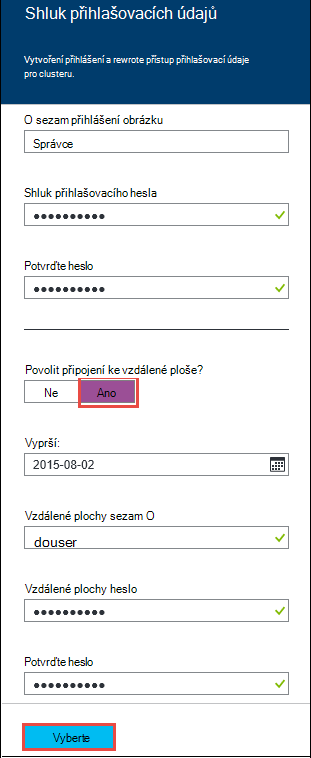 Shluk přihlašovacích údajů
Vytvoření přihlášení a rewrote přístup přihlašovací údaje
pro clusteru.
O sezam přihlášení obrázku
Správce
Shluk přihlašovacího hesla
●●●●●●●●●●
Potvrďte heslo
●●●●●●●●●●
Povolit připojení ke vzdálené ploše?
Ne Ano
Vyprší:
2015-08-02
Vzdálené plochy sezam O
douser
Vzdálené plochy heslo
●●●●●●●●●●
Potvrďte heslo
●●●●●●●●●●
Vyberte